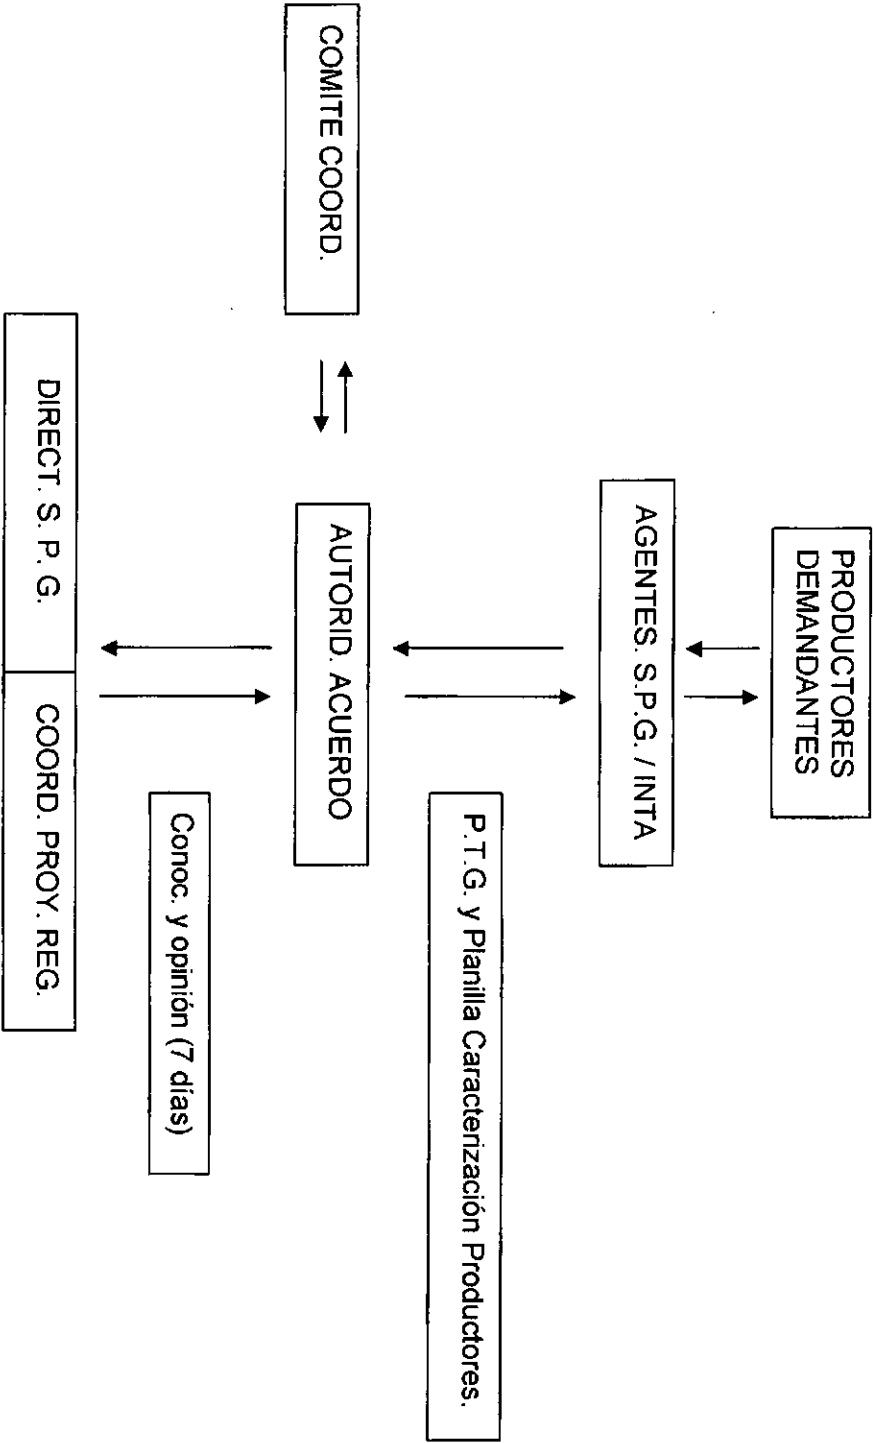 PRODUCTORES
DEMANDANTES
AGENTES. S.P.G. / INTA
P.T.G. y Planilla Caracterización Productores.
COMITE COORD.
AUTORID. ACUERDO
Conoc. y opinión (7 días)
DIRECT. S. P. G.
COORD. PROY. REG.